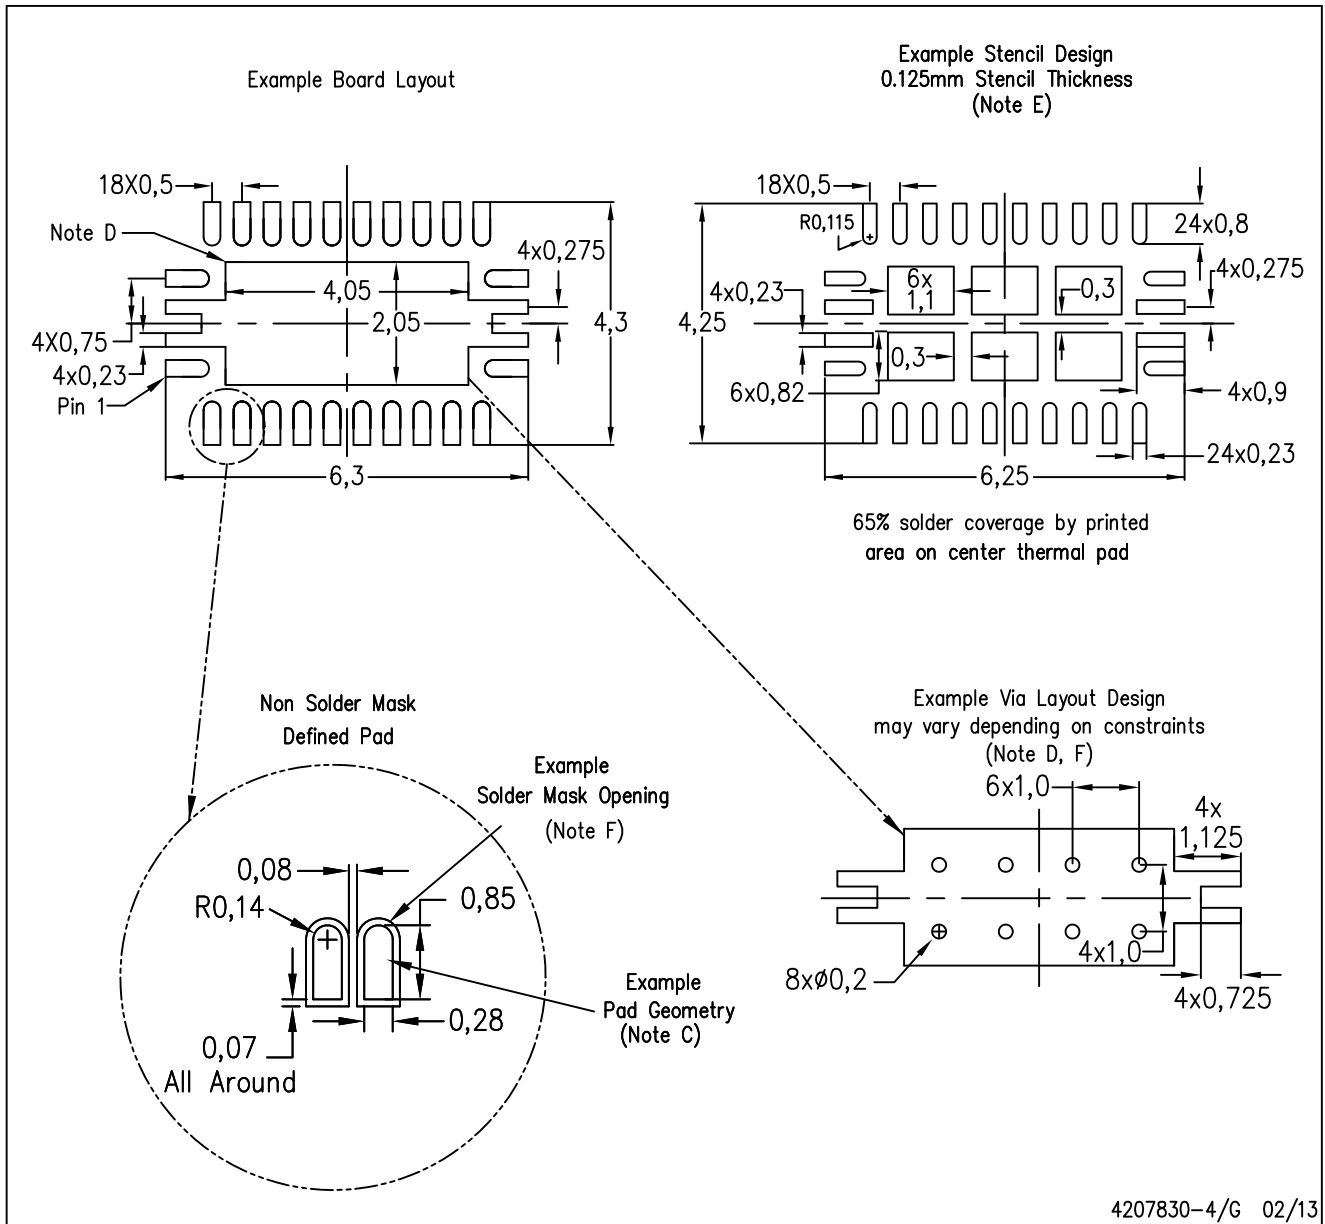 Example Board Layout
18X0,5
Note D
4x0,275
4,05
2,05
4,3
4X0,75
4x0,23
Pin 1
6,3
Example Stencil Design
0.125mm Stencil Thickness
(Note E)
18X0,5
R0,115
24x0,8
4x0,275
6x
1,1
0,3
4x0,23
4,25
0,3
6x0,82
4x0,9
24x0,23
6,25
65% solder coverage by printed
area on center thermal pad
Non Solder Mask
Defined Pad
Example
Solder Mask Opening
(Note F)
0,08
R0,14
0,85
Example
Pad Geometry
(Note C)
0,28
0,07
All Around
Example Via Layout Design
may vary depending on constraints
(Note D, F)
6x1,0
4x
1,125
4x1,0
8xø0,2
4x0,725
4207830-4/G 02/13